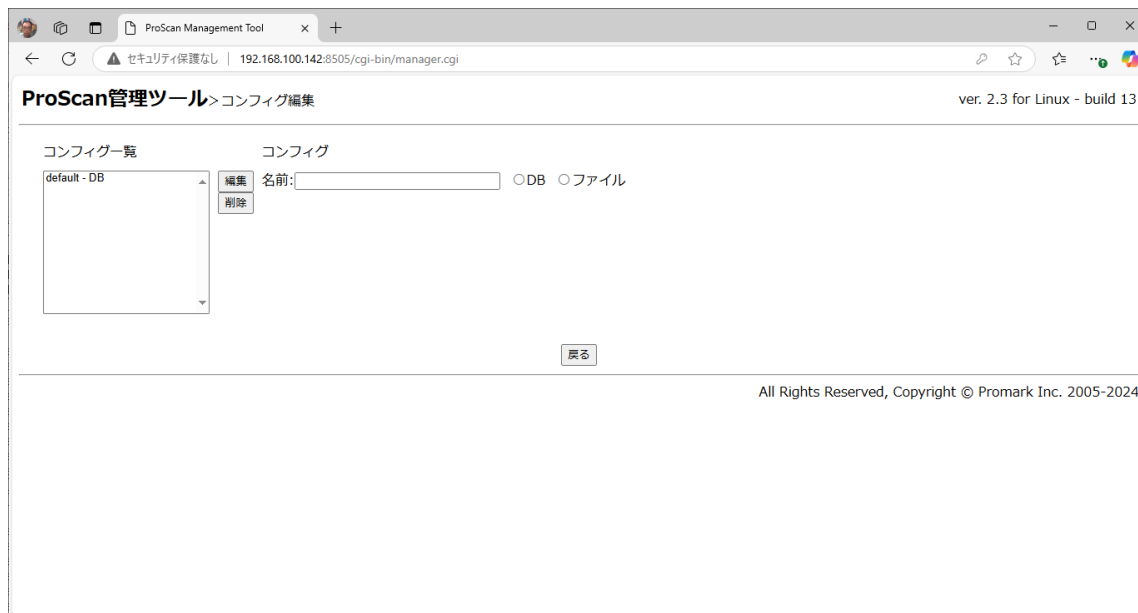 ProScan Management Tool
セキュリティ保護なし | 192.168.100.142:8505/cgi-bin/manager.cgi
ProScan管理ツール>コンフィグ編集
ver. 2.3 for Linux - build 13
コンフィグ一覧
コンフィグ
default - DB
編集
名前:
DB
ファイル
削除
戻る
All Rights Reserved, Copyright © Promark Inc. 2005-2024